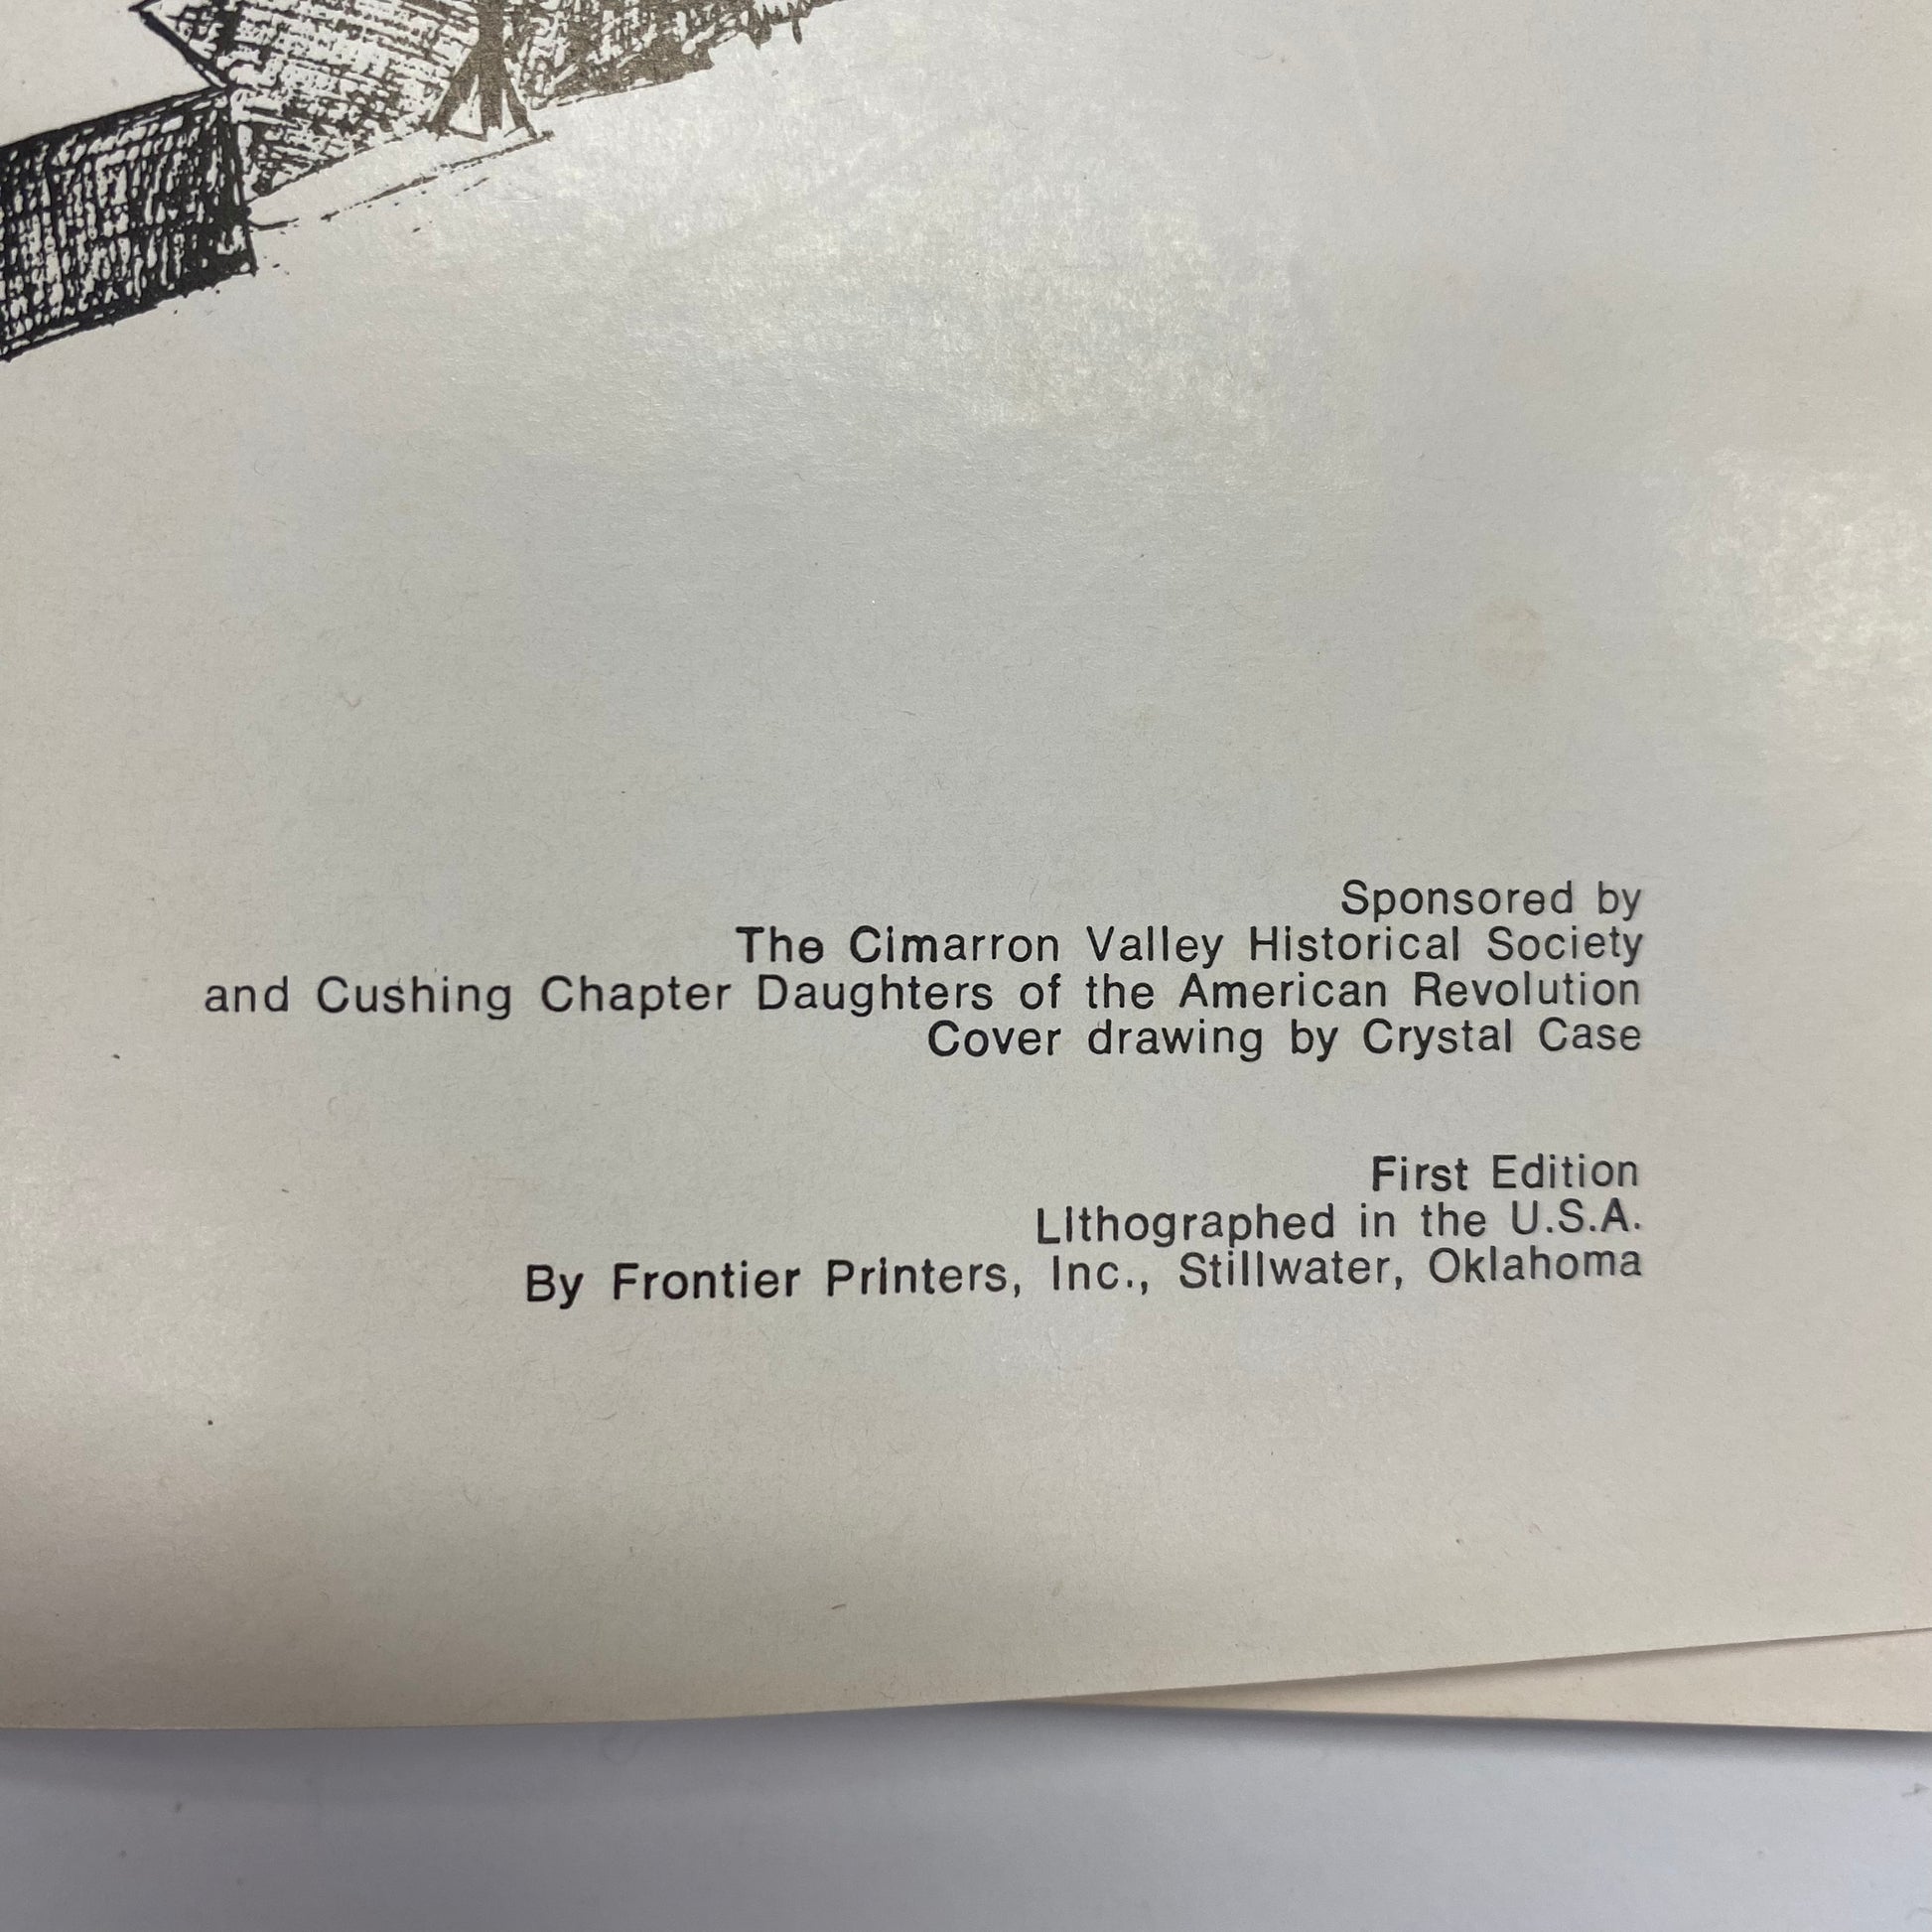 Sponsored by
The Cimarron Valley Historical Society
and Cushing Chapter Daughters of the American Revolution
Cover drawing by Crystal Case
First Edition
Lithographed in the U.S.A.
By Frontier Printers, Inc., Stillwater, Oklahoma